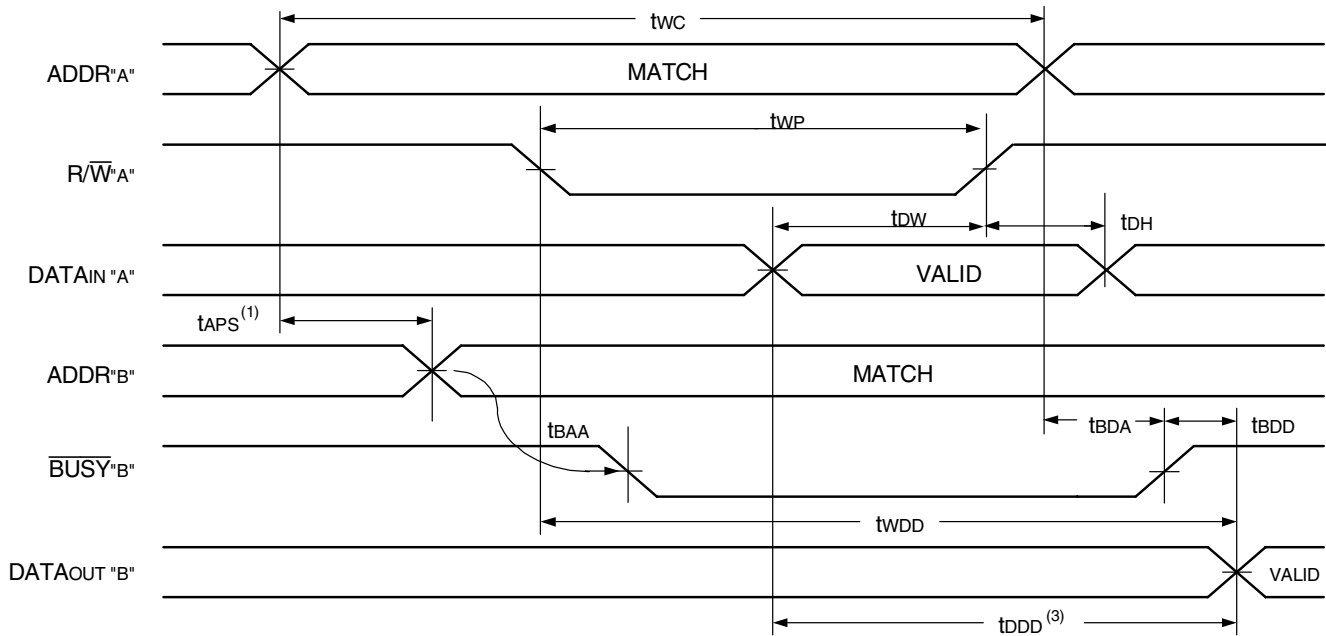 tWC
ADDR"A"
MATCH
tWP
R/W"A"
tDW
tDH
DATAIN "A"
VALID
tAPS(1)
ADDR"B"
MATCH
tBAA
tBDA
tBDD
BUSY"B"
tWDD
DATAOUT "B"
VALID
tDDD(3)